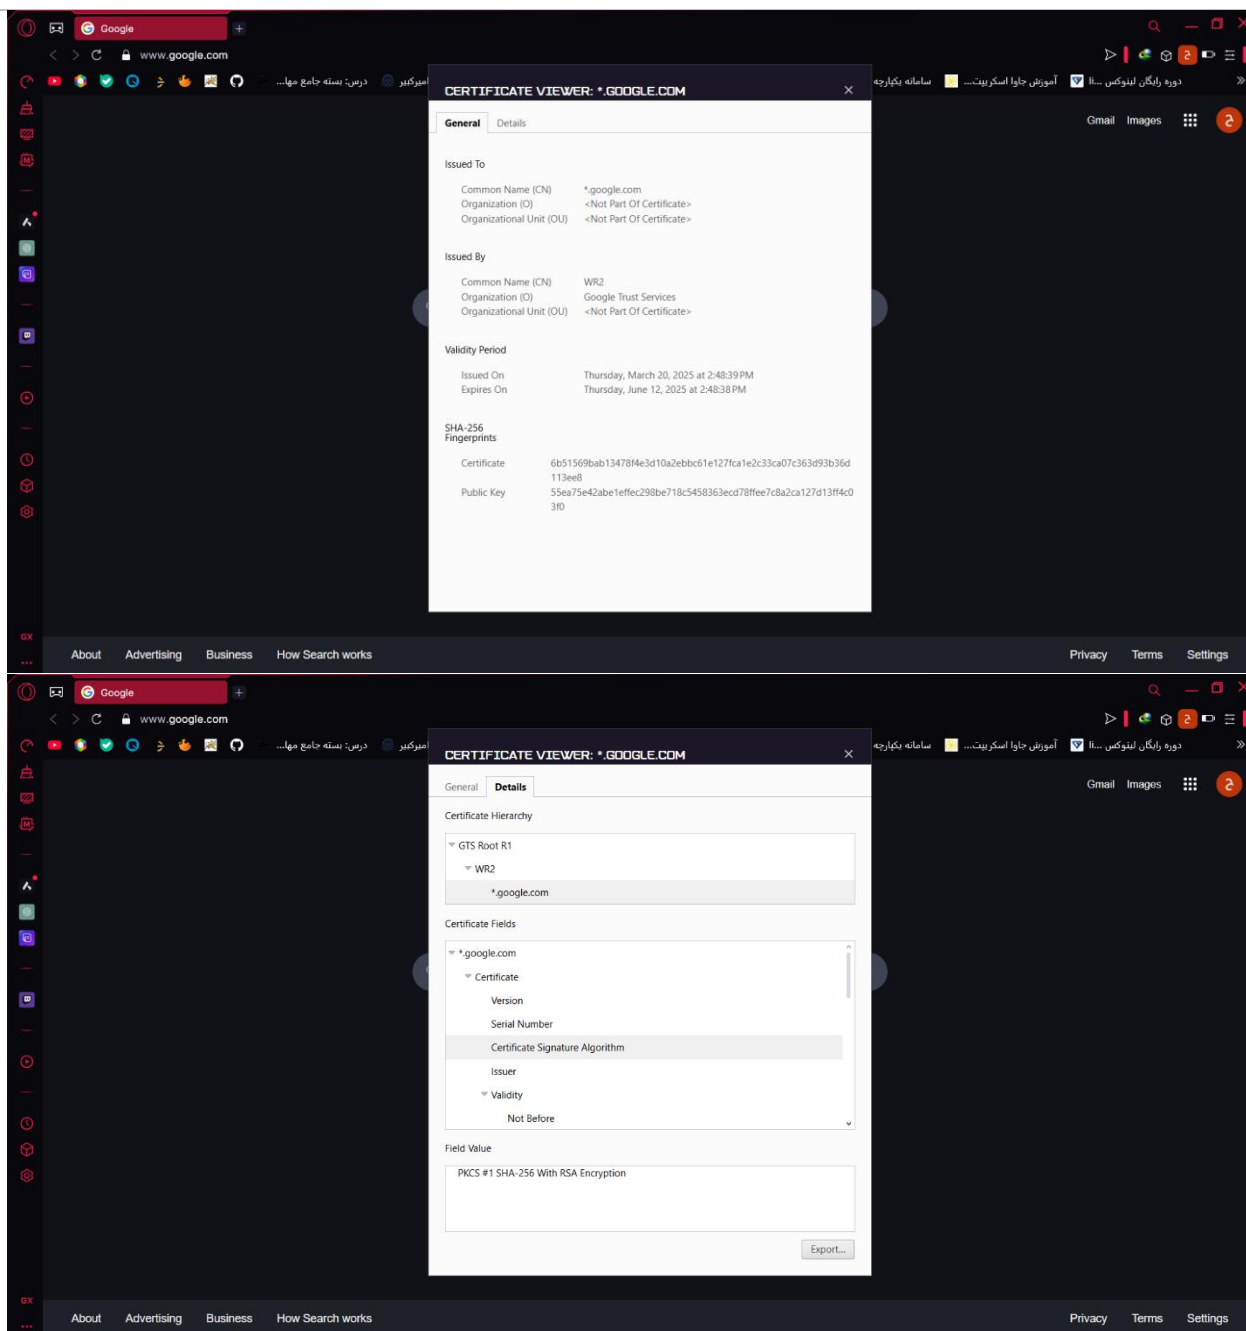 Google
www.google.com
درس: بسته جامع مها...
امیرکبیر
سامانه یکپارچه
آموزش جاوا اسکریپت...
دوره رایگان لینوکس ...li
CERTIFICATE VIEWER: *.GOOGLE.COM
General Details
Gmail Images
Issued To
Common Name (CN) *.google.com
Organization (O) <Not Part Of Certificate>
Organizational Unit (OU) <Not Part Of Certificate>
Issued By
Common Name (CN) WR2
Organization (O) Google Trust Services
Organizational Unit (OU) <Not Part Of Certificate>
Validity Period
Issued On Thursday, March 20, 2025 at 2:48:39 PM
Expires On Thursday, June 12, 2025 at 2:48:38 PM
SHA-256
Fingerprints
Certificate 6b51569bab13478f4e3d10a2ebbc61e127fca1e2c33ca07c363d93b36d
113ee8
Public Key 55ea75e42abe1effec298be718c5458363ecd78ffee7c8a2ca127d13ff4c0
3f0
GX
About Advertising Business How Search works
Privacy Terms Settings
Google
www.google.com
درس: بسته جامع مها...
امیرکبیر
سامانه یکپارچه
آموزش جاوا اسکریپت...
دوره رایگان لینوکس ...li
CERTIFICATE VIEWER: *.GOOGLE.COM
General Details
Gmail Images
Certificate Hierarchy
GTS Root R1
WR2
*.google.com
Certificate Fields
*.google.com
Certificate
Version
Serial Number
Certificate Signature Algorithm
Issuer
Validity
Not Before
Field Value
PKCS #1 SHA-256 With RSA Encryption
Export...
GX
About Advertising Business How Search works
Privacy Terms Settings